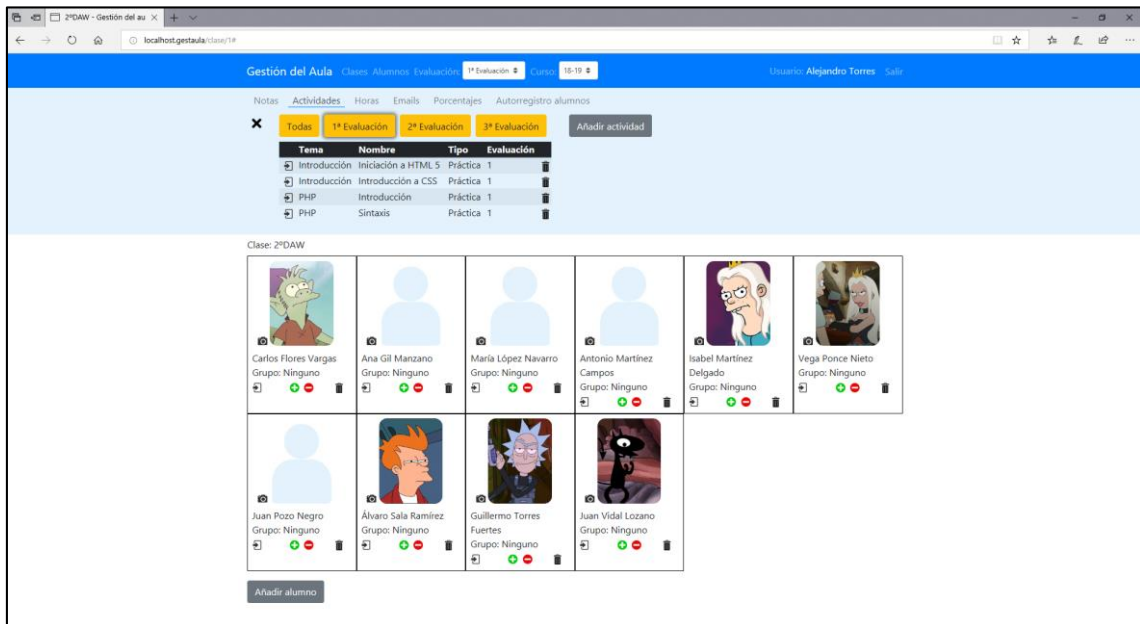 2ºDAW - Gestión del au
localhost.gestaula/clase/1#
Gestión del Aula Clases Alumnos Evaluación: 1ª Evaluación Curso: 18-19 Usuario: Alejandro Torres Salir
Notas Actividades Horas Emails Porcentajes Autorregistro alumnos
Todas 1ª Evaluación 2ª Evaluación 3ª Evaluación Añadir actividad
Tema Nombre Tipo Evaluación
Introducción Iniciación a HTML 5 Práctica 1
Introducción Introducción a CSS Práctica 1
PHP Introducción Práctica 1
PHP Sintaxis Práctica 1
Clase: 2ºDAW
Carlos Flores Vargas
Grupo: Ninguno
Ana Gil Manzano
Grupo: Ninguno
María López Navarro
Grupo: Ninguno
Antonio Martínez
Campos
Grupo: Ninguno
Isabel Martínez
Delgado
Grupo: Ninguno
Vega Ponce Nieto
Grupo: Ninguno
Juan Pozo Negro
Grupo: Ninguno
Álvaro Sala Ramírez
Grupo: Ninguno
Guillermo Torres
Fuertes
Grupo: Ninguno
Juan Vidal Lozano
Grupo: Ninguno
Añadir alumno